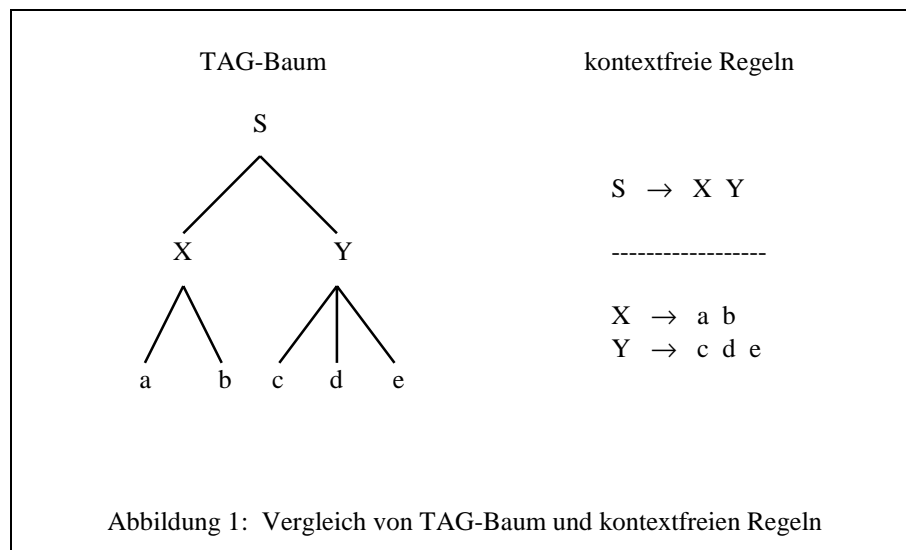 TAG-Baum kontextfreie Regeln
S
S → X Y
X Y
------------------
X → a b
Y → c d e
a b c d e
Abbildung 1: Vergleich von TAG-Baum und kontextfreien Regeln